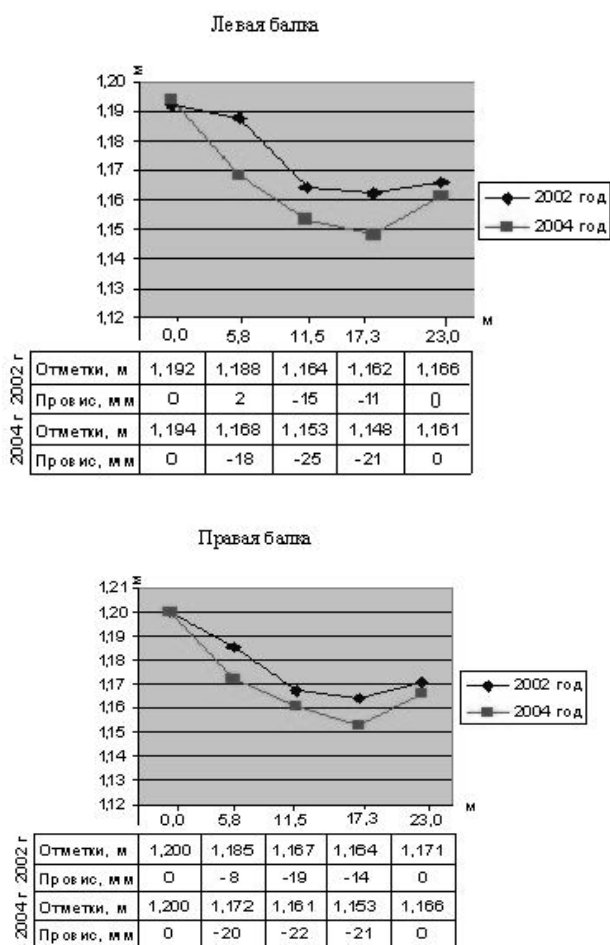 Левая балка
м
1,20
1,19
1,18
1,17
1,16
1,15
1,14
1,13
1,12
0,0 5,8 11,5 17,3 23,0 м
2002 год
2004 год
2002 г
Отметки, м 1,192 1,188 1,164 1,162 1,166
Провис, мм 0 2 -15 -11 0
2004 г
Отметки, м 1,194 1,168 1,153 1,148 1,161
Провис, мм 0 -18 -25 -21 0
Правая балка
м
1,21
1,20
1,19
1,18
1,17
1,16
1,15
1,14
1,13
1,12
0,0 5,8 11,5 17,3 23,0 м
2002 год
2004 год
2002 г
Отметки, м 1,200 1,185 1,167 1,164 1,171
Провис, мм 0 -8 -19 -14 0
2004 г
Отметки, м 1,200 1,172 1,161 1,153 1,166
Провис, мм 0 -20 -22 -21 0